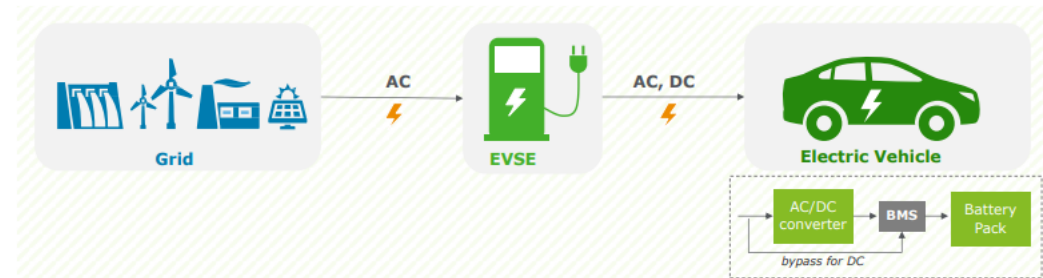 AC
AC, DC
Grid
EVSE
Electric Vehicle
AC/DC
converter
BMS
Battery
Pack
bypass for DC